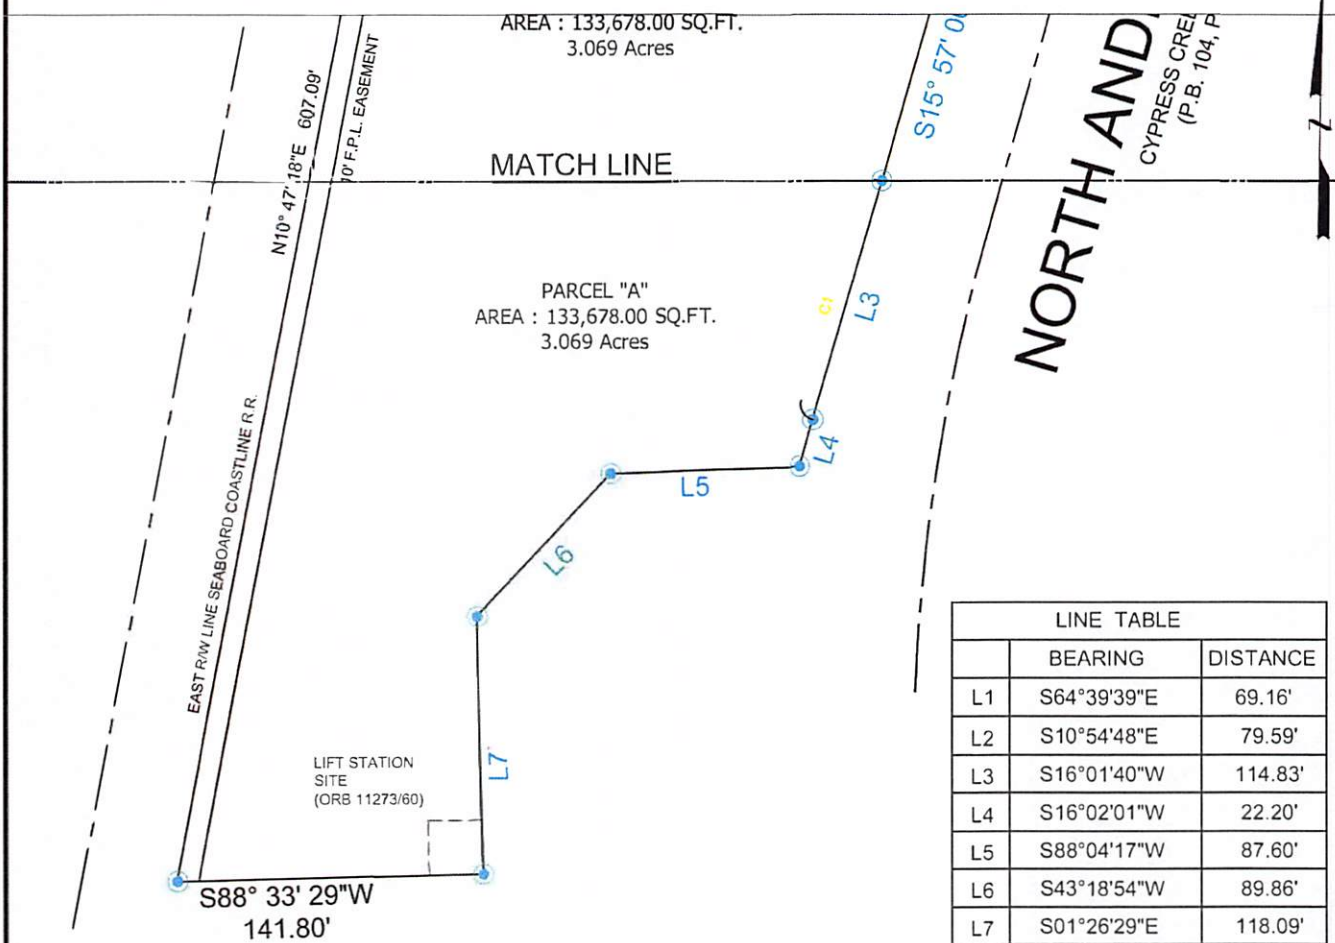 AREA : 133,678.00 SQ.FT.
3.069 Acres
N10° 47' 18"E 607.09'
10' F.P.L. EASEMENT
MATCH LINE
S15° 57'
NORTH
CYPRESS
(P.B. 104,
PARCEL "A"
AREA : 133,678.00 SQ.FT.
3.069 Acres
C1
L3
L4
L5
L6
L7
EAST R/W LINE SEABOARD COASTLINE R.R.
LIFT STATION
SITE
(ORB 11273/60)
S88° 33' 29"W
141.80'
LINE TABLE
BEARING DISTANCE
L1 S64°39'39"E 69.16'
L2 S10°54'48"E 79.59'
L3 S16°01'40"W 114.83'
L4 S16°02'01"W 22.20'
L5 S88°04'17"W 87.60'
L6 S43°18'54"W 89.86'
L7 S01°26'29"E 118.09'